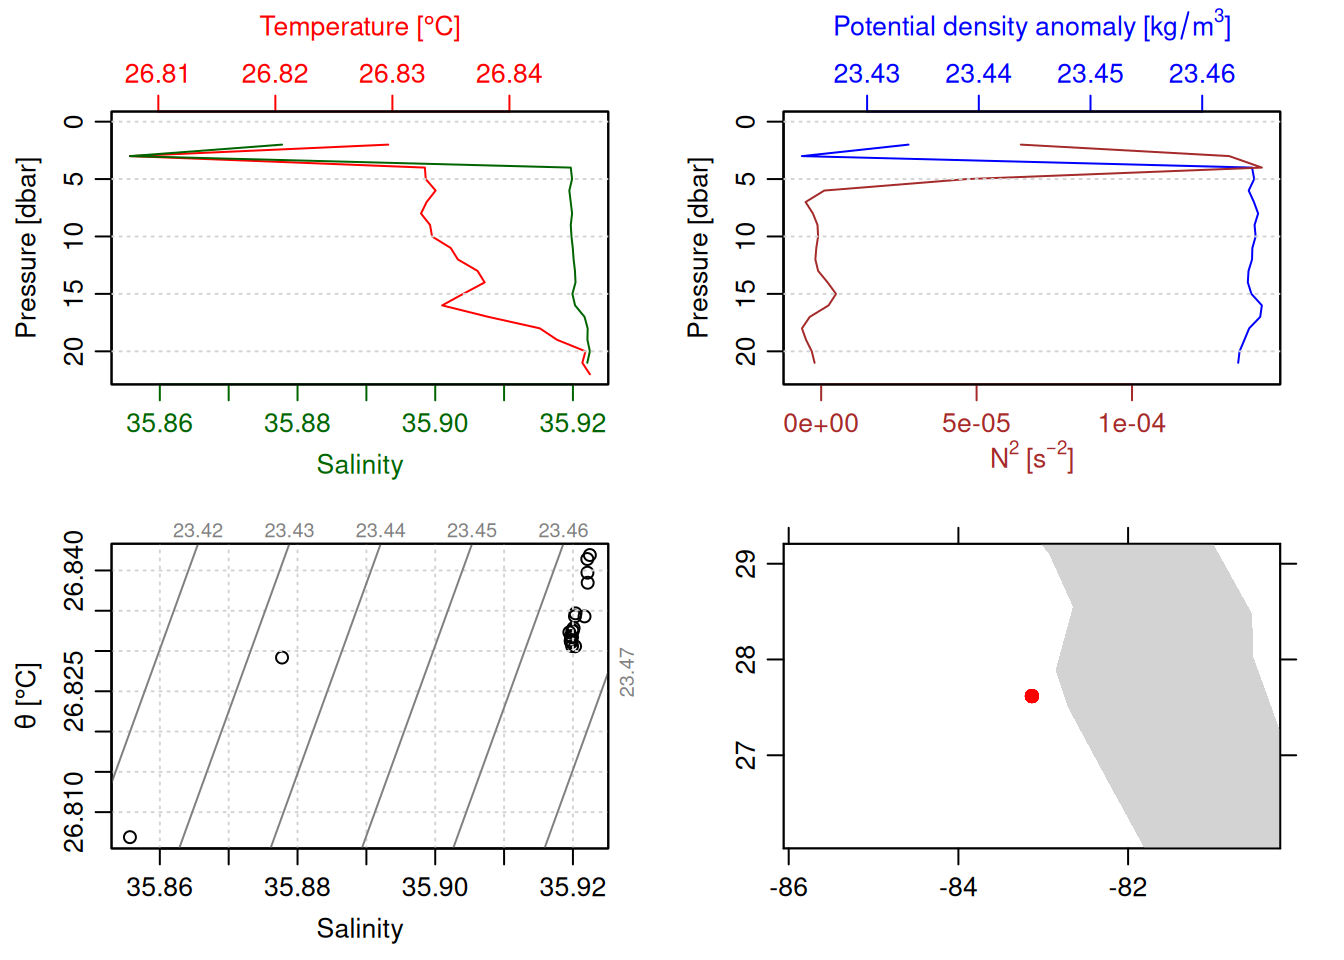 Temperature [°C]
26.81 26.82 26.83 26.84
Pressure [dbar]
0 5 10 15 20
35.86 35.88 35.90 35.92
Salinity
Potential density anomaly [kg/m³]
23.43 23.44 23.45 23.46
Pressure [dbar]
0 5 10 15 20
0e+00 5e-05 1e-04
N² [s⁻²]
23.42 23.43 23.44 23.45 23.46
23.47
θ [°C]
26.840 26.825 26.810
35.86 35.88 35.90 35.92
Salinity
29 28 27
-86 -84 -82